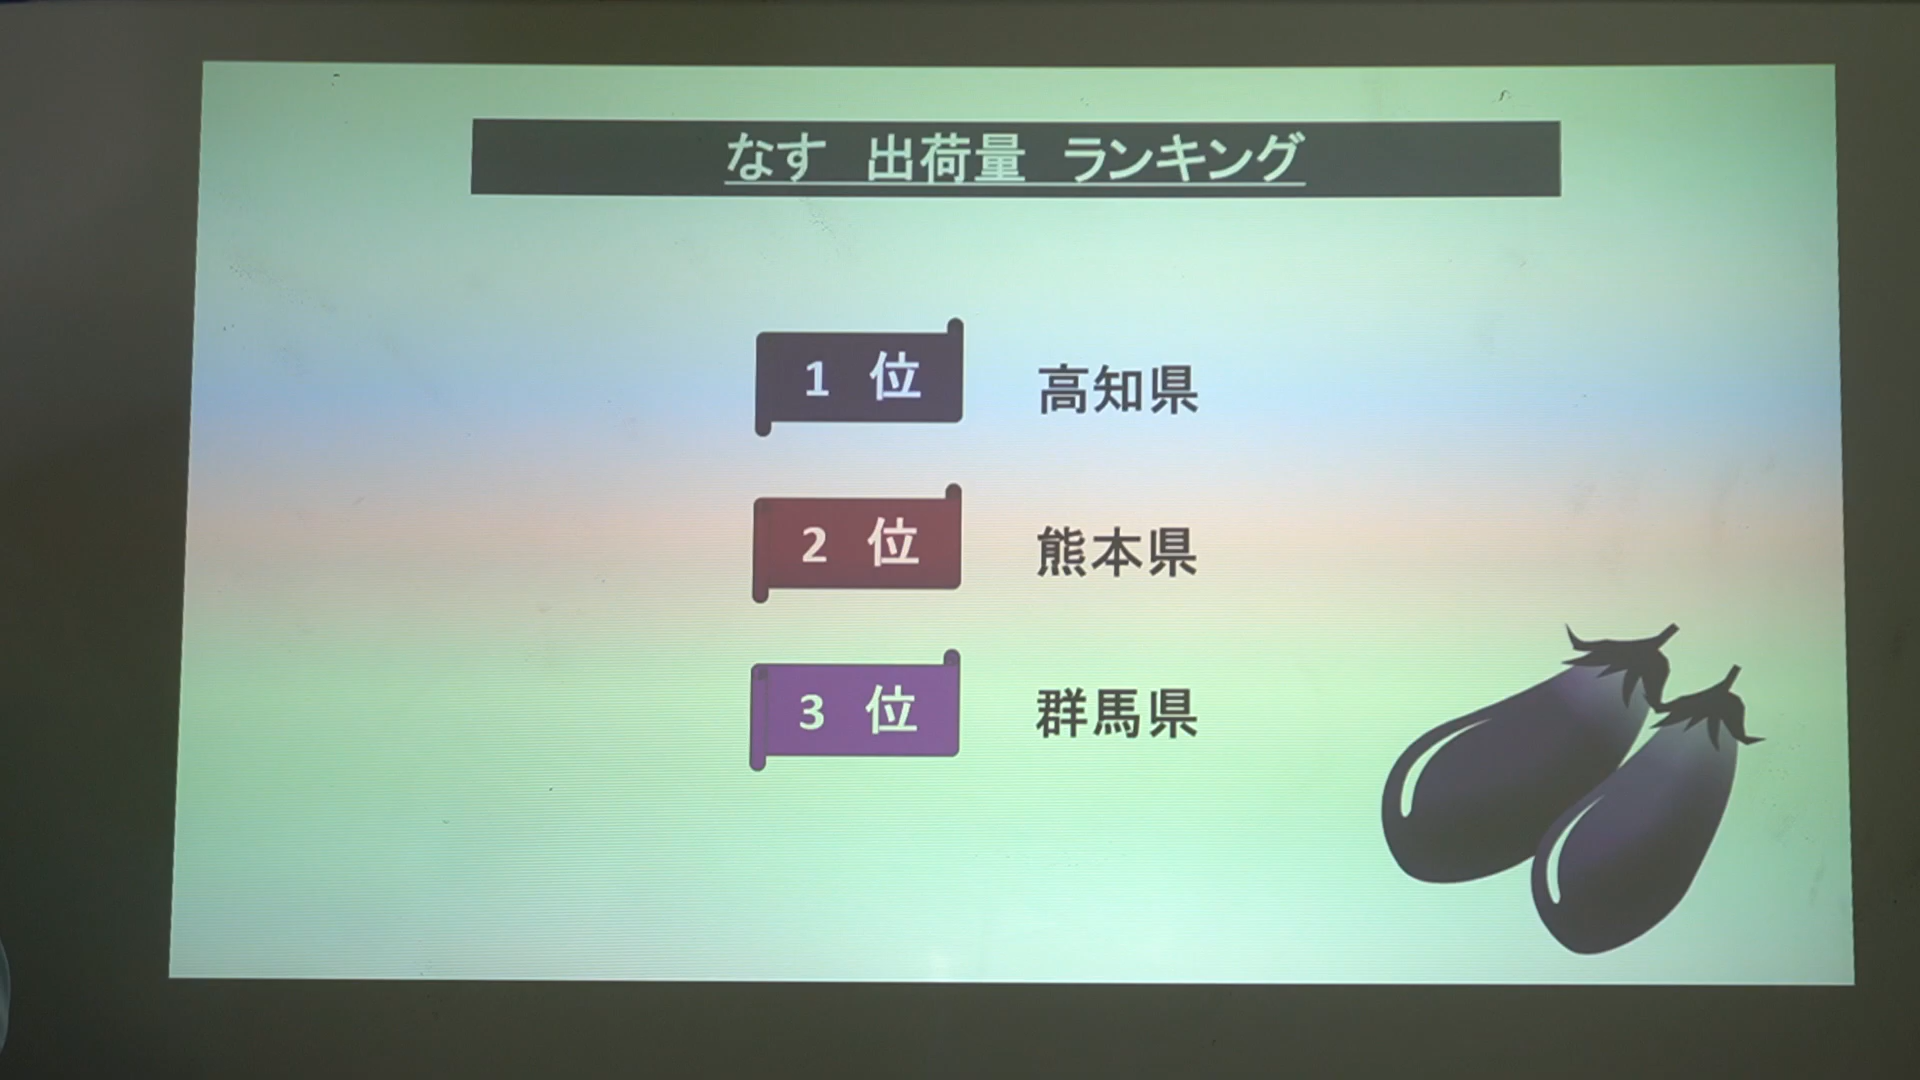 なす 出荷量 ランキング
1 位 高知県
2 位 熊本県
3 位 群馬県